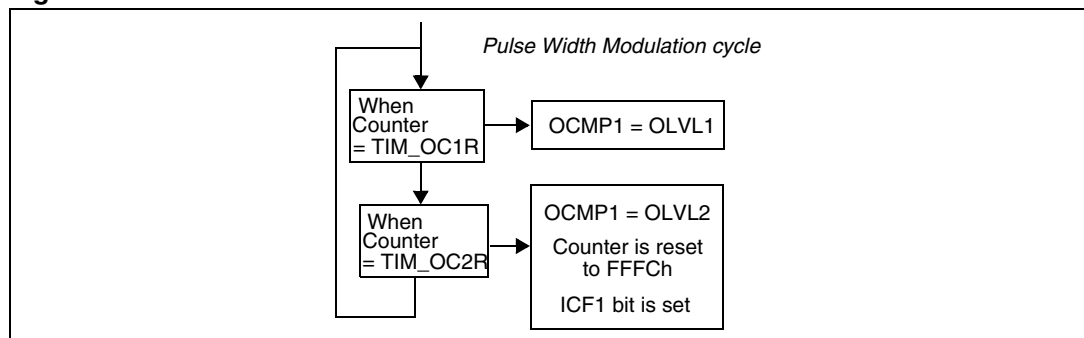 Pulse Width Modulation cycle
When
Counter
= TIM_OC1R
OCMP1 = OLVL1
When
Counter
= TIM_OC2R
OCMP1 = OLVL2
Counter is reset
to FFFCh
ICF1 bit is set